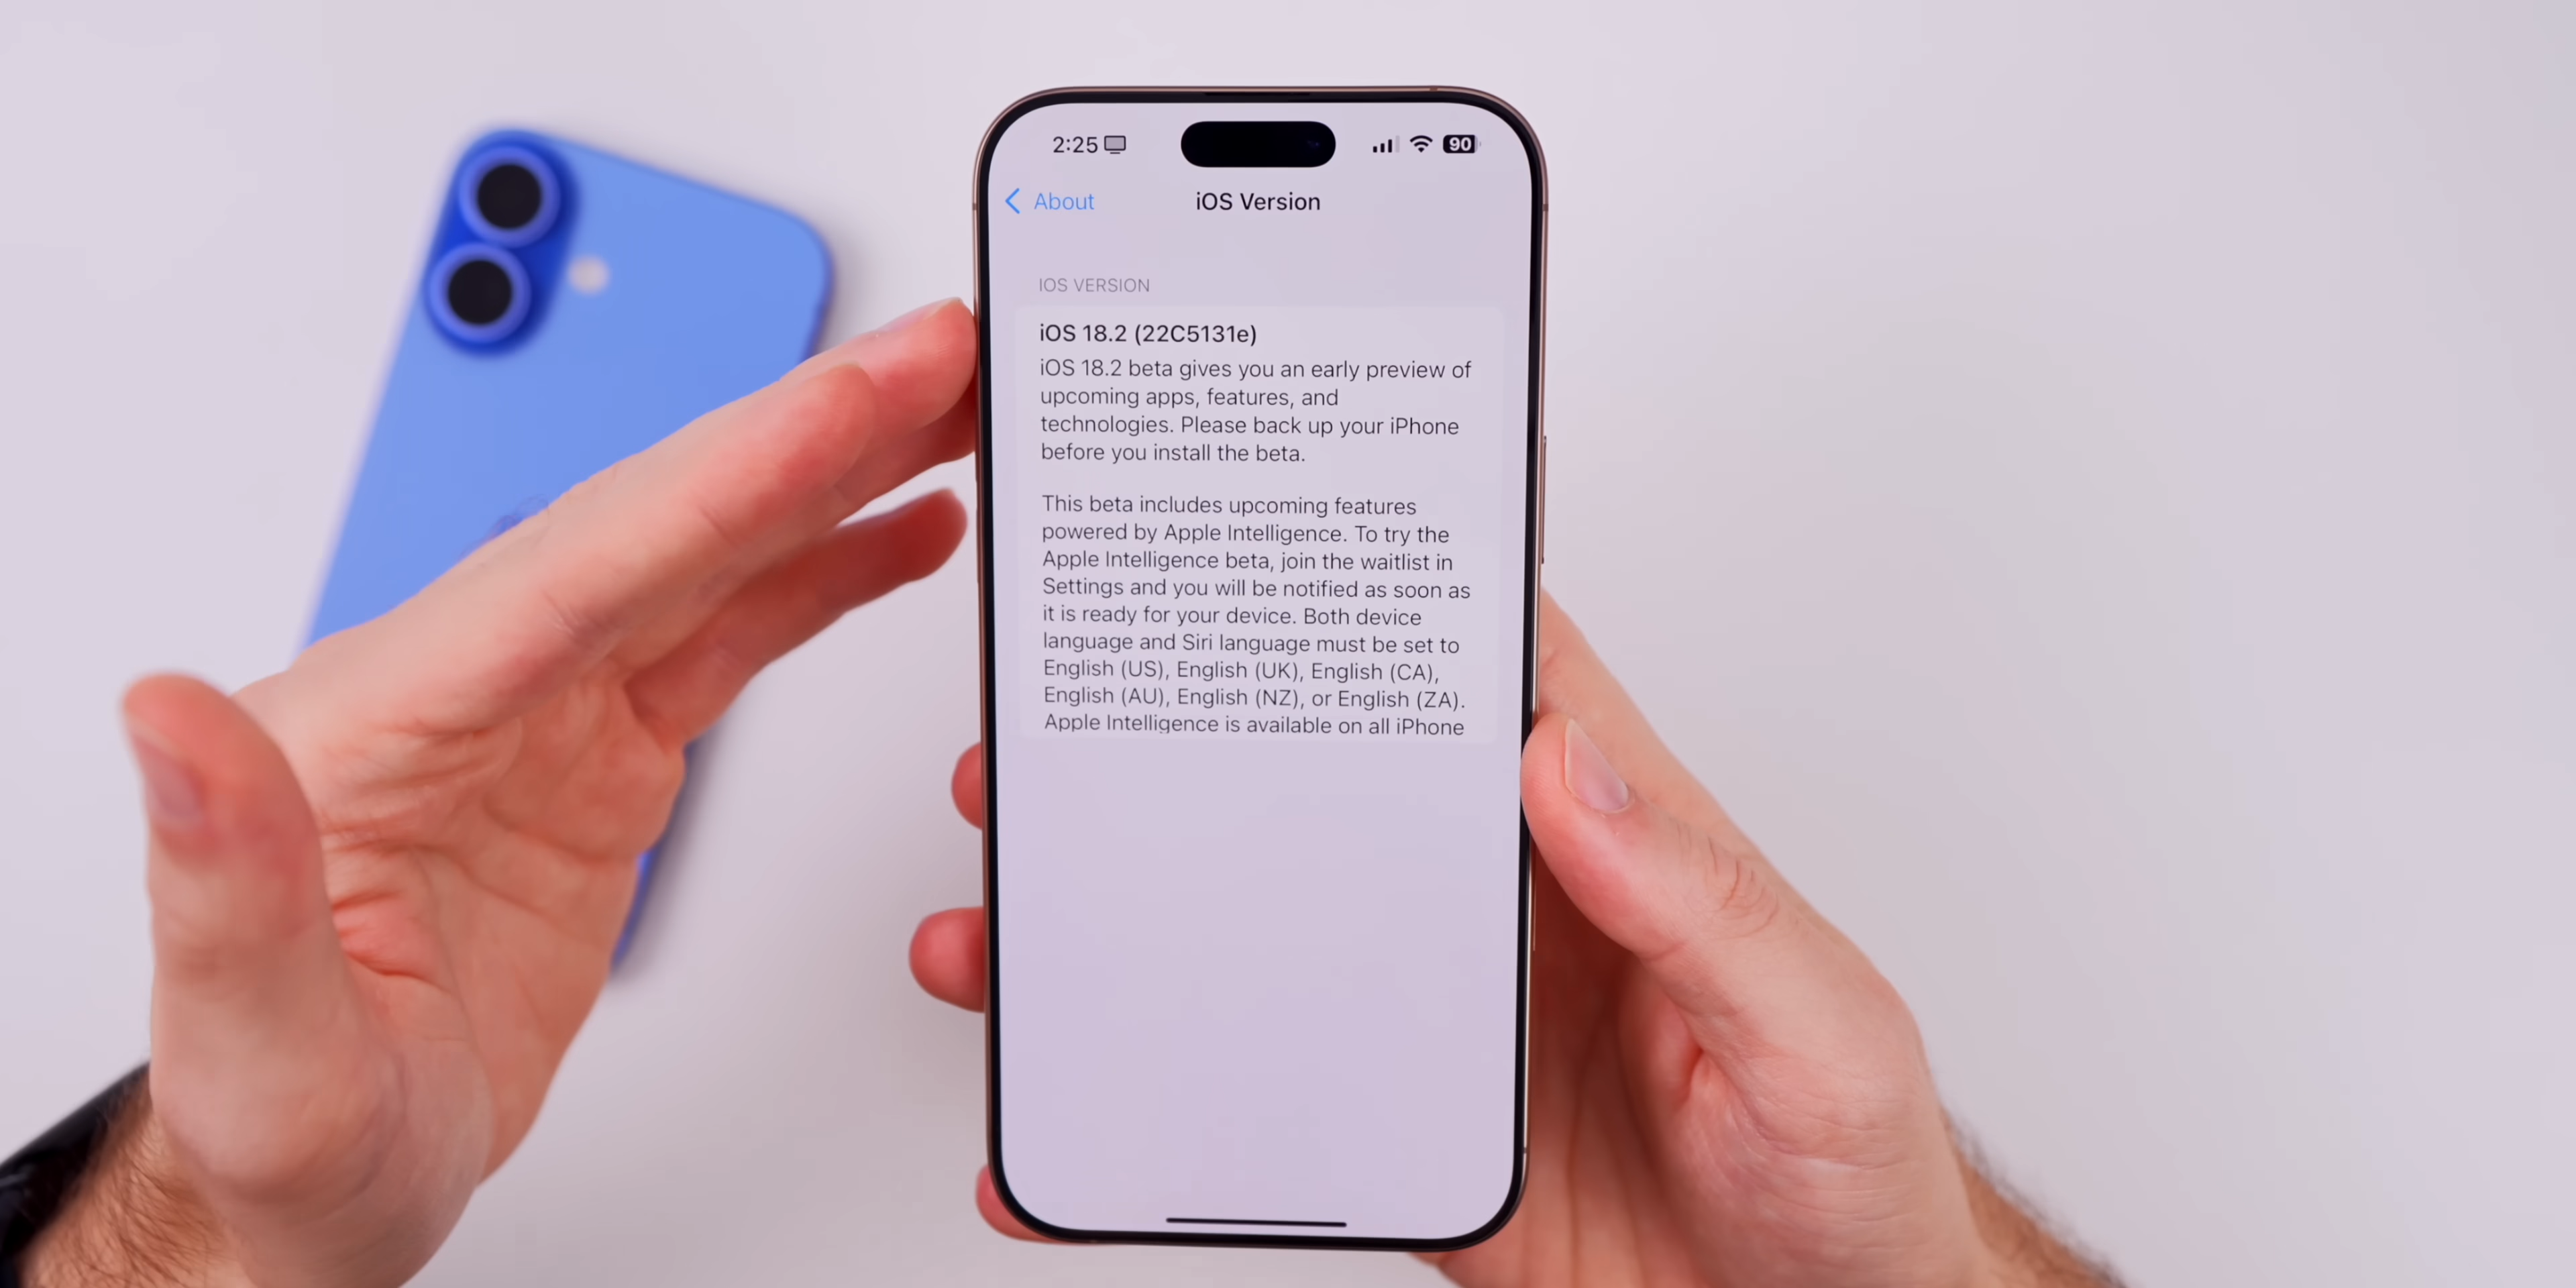 2:25
90
About
iOS Version
IOS VERSION
iOS 18.2 (22C5131e)
iOS 18.2 beta gives you an early preview of
upcoming apps, features, and
technologies. Please back up your iPhone
before you install the beta.
This beta includes upcoming features
powered by Apple Intelligence. To try the
Apple Intelligence beta, join the waitlist in
Settings and you will be notified as soon as
it is ready for your device. Both device
language and Siri language must be set to
English (US), English (UK), English (CA),
English (AU), English (NZ), or English (ZA).
Apple Intelligence is available on all iPhone